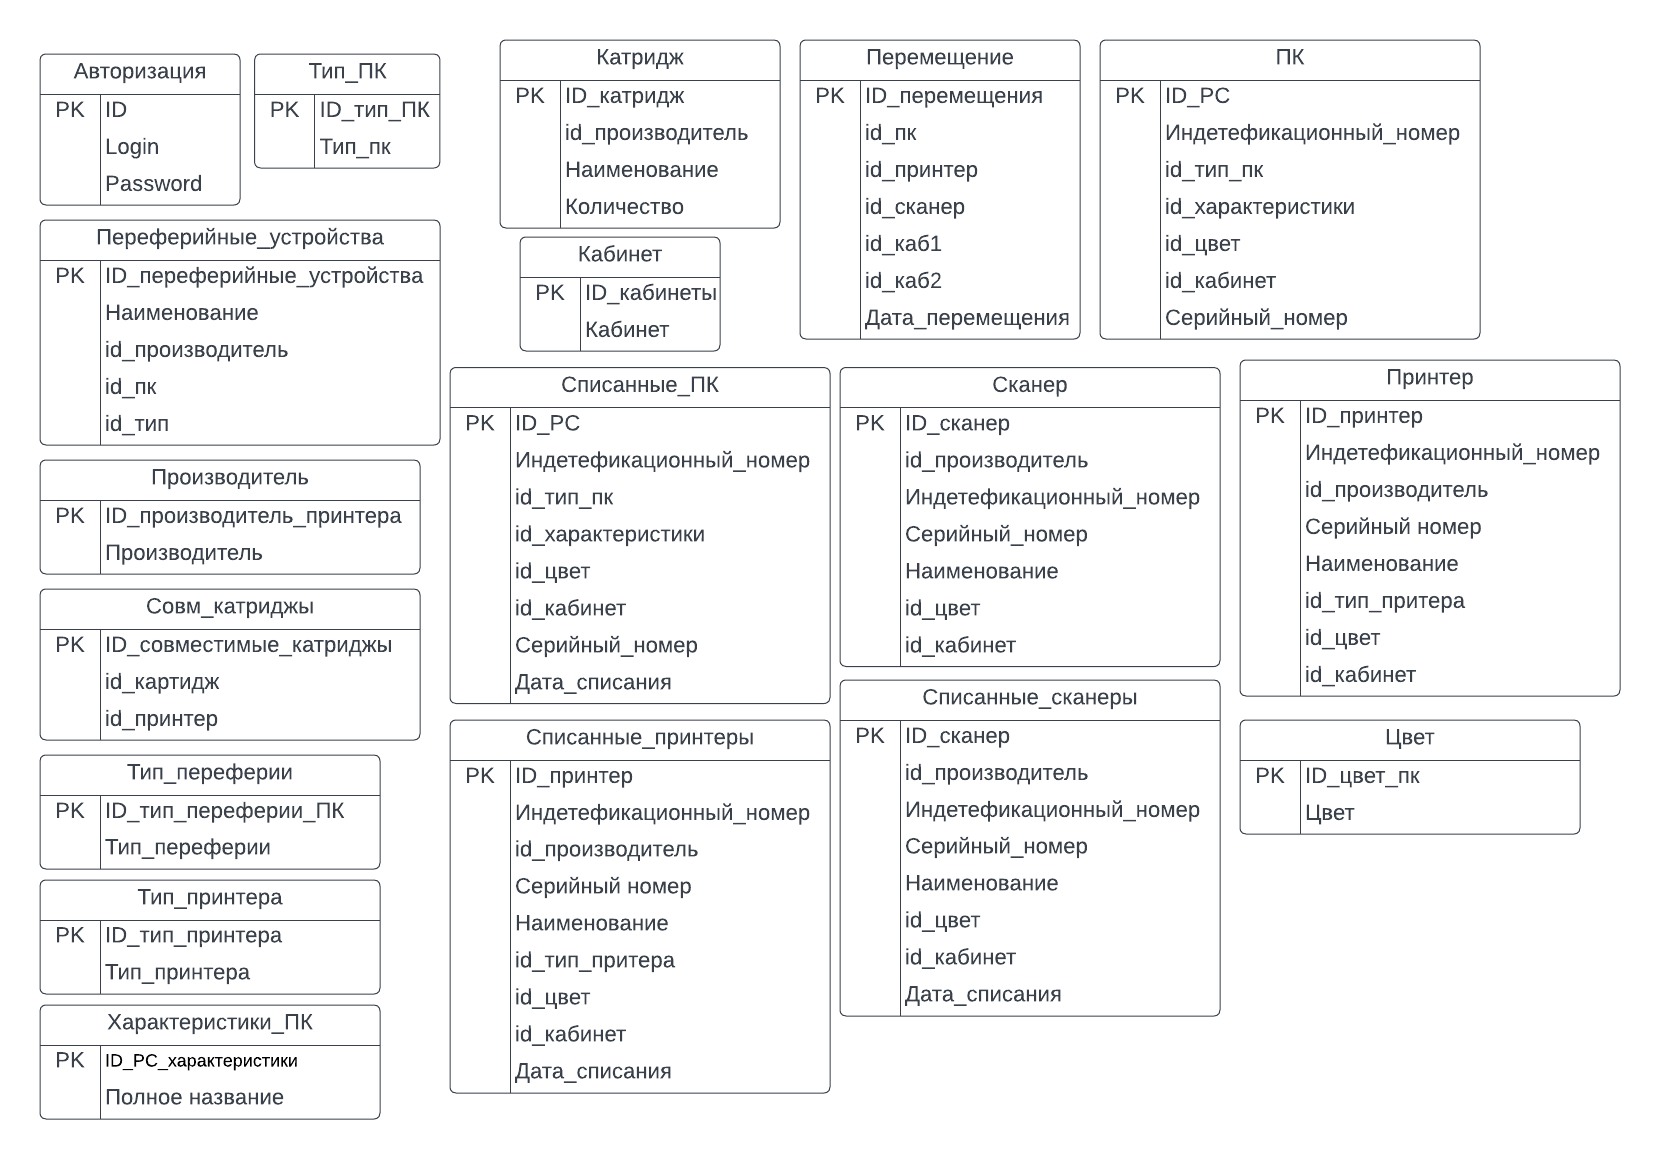 Авторизация
PK ID
Login
Password
Тип_ПК
PK ID_тип_ПК
Тип_пк
Переферийные_устройства
PK ID_переферийные_устройства
Наименование
id_производитель
id_пк
id_тип
Производитель
PK ID_производитель_принтера
Производитель
Совм_катриджы
PK ID_совместимые_катриджы
id_картидж
id_принтер
Тип_переферии
PK ID_тип_переферии_ПК
Тип_переферии
Тип_принтера
PK ID_тип_принтера
Тип_принтера
Характеристики_ПК
PK ID_PC_характеристики
Полное название
Катридж
PK ID_катридж
id_производитель
Наименование
Количество
Кабинет
PK ID_кабинеты
Кабинет
Списанные_ПК
PK ID_PC
Индетефикационный_номер
id_тип_пк
id_характеристики
id_цвет
id_кабинет
Серийный_номер
Дата_списания
Списанные_принтеры
PK ID_принтер
Индетефикационный_номер
id_производитель
Серийный номер
Наименование
id_тип_притера
id_цвет
id_кабинет
Дата_списания
Перемещение
PK ID_перемещения
id_пк
id_принтер
id_сканер
id_каб1
id_каб2
Дата_перемещения
Сканер
PK ID_сканер
id_производитель
Индетефикационный_номер
Серийный_номер
Наименование
id_цвет
id_кабинет
Списанные_сканеры
PK ID_сканер
id_производитель
Индетефикационный_номер
Серийный_номер
Наименование
id_цвет
id_кабинет
Дата_списания
ПК
PK ID_PC
Индетефикационный_номер
id_тип_пк
id_характеристики
id_цвет
id_кабинет
Серийный_номер
Принтер
PK ID_принтер
Индетефикационный_номер
id_производитель
Серийный номер
Наименование
id_тип_притера
id_цвет
id_кабинет
Цвет
PK ID_цвет_пк
Цвет